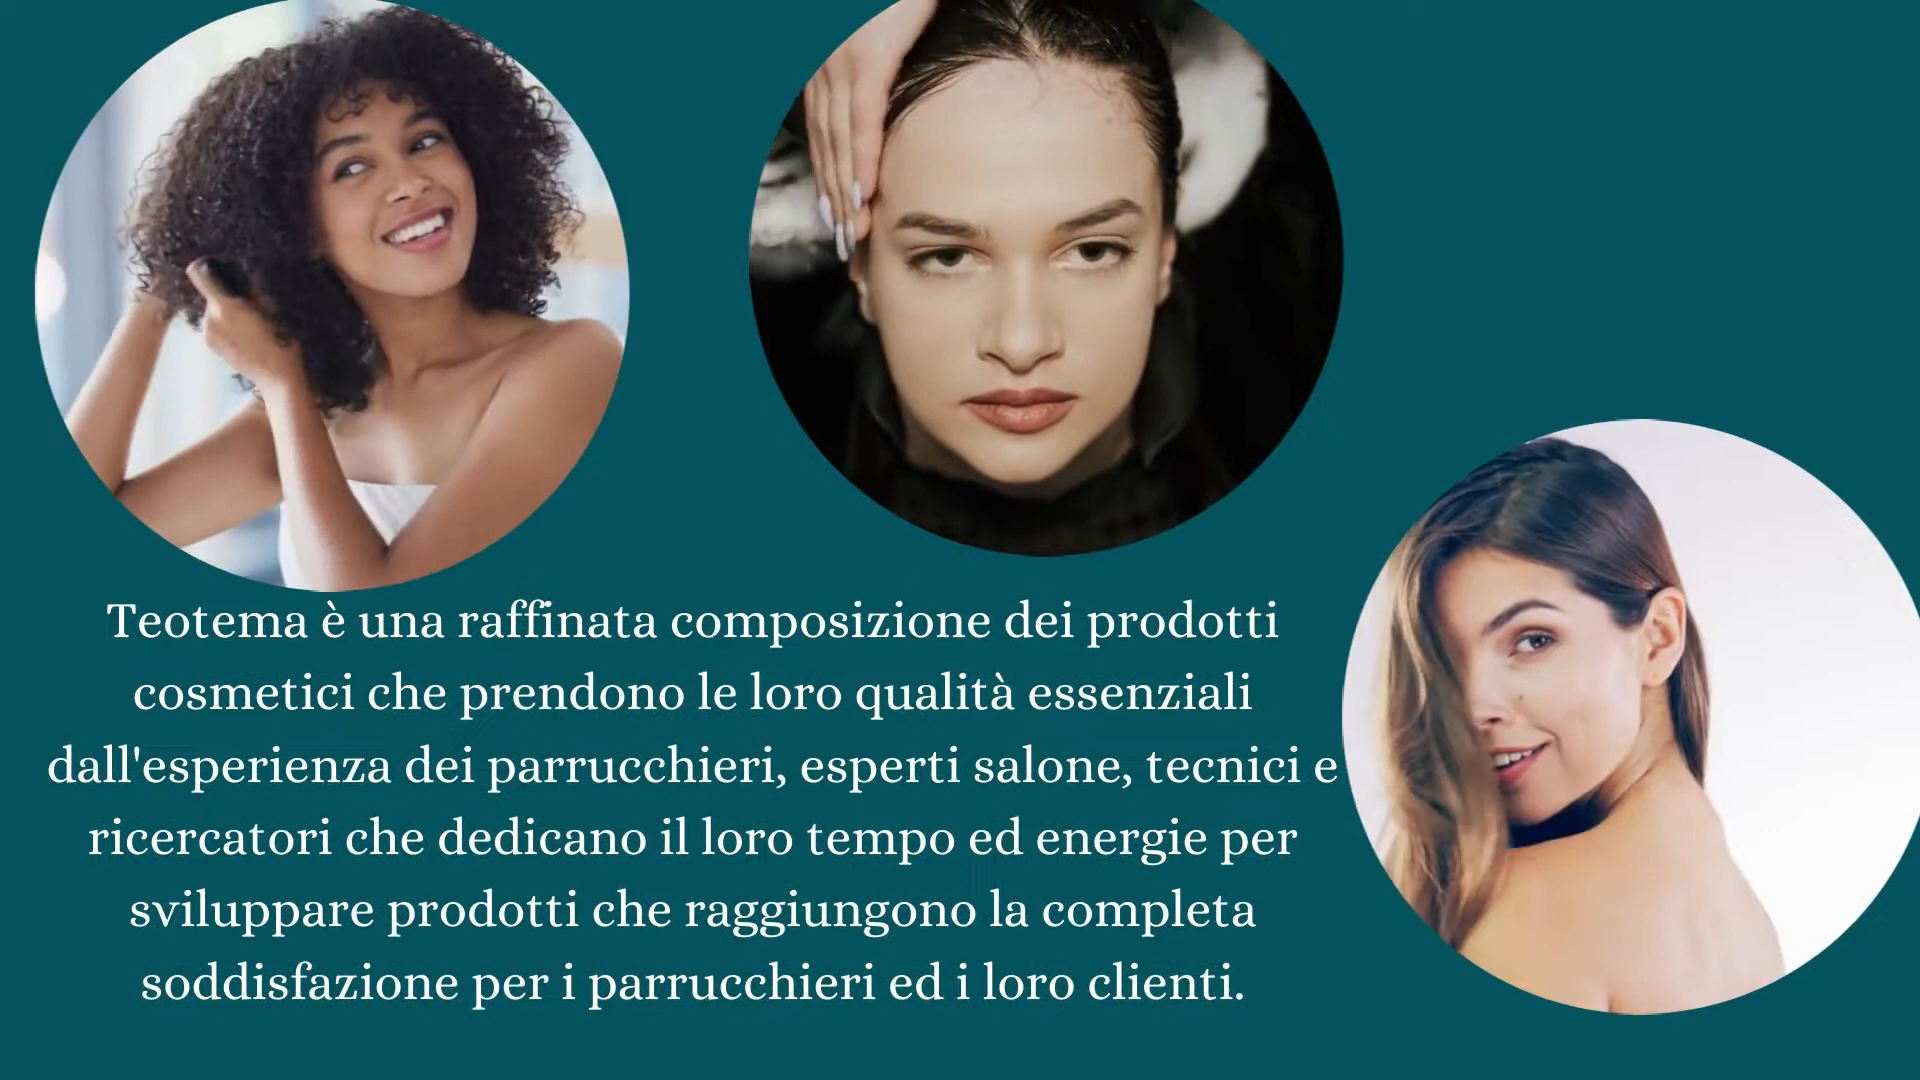 Teotema è una raffinata composizione dei prodotti
cosmetici che prendono le loro qualità essenziali
dall'esperienza dei parrucchieri, esperti salone, tecnici e
ricercatori che dedicano il loro tempo ed energie per
sviluppare prodotti che raggiungono la completa
soddisfazione per i parrucchieri ed i loro clienti.